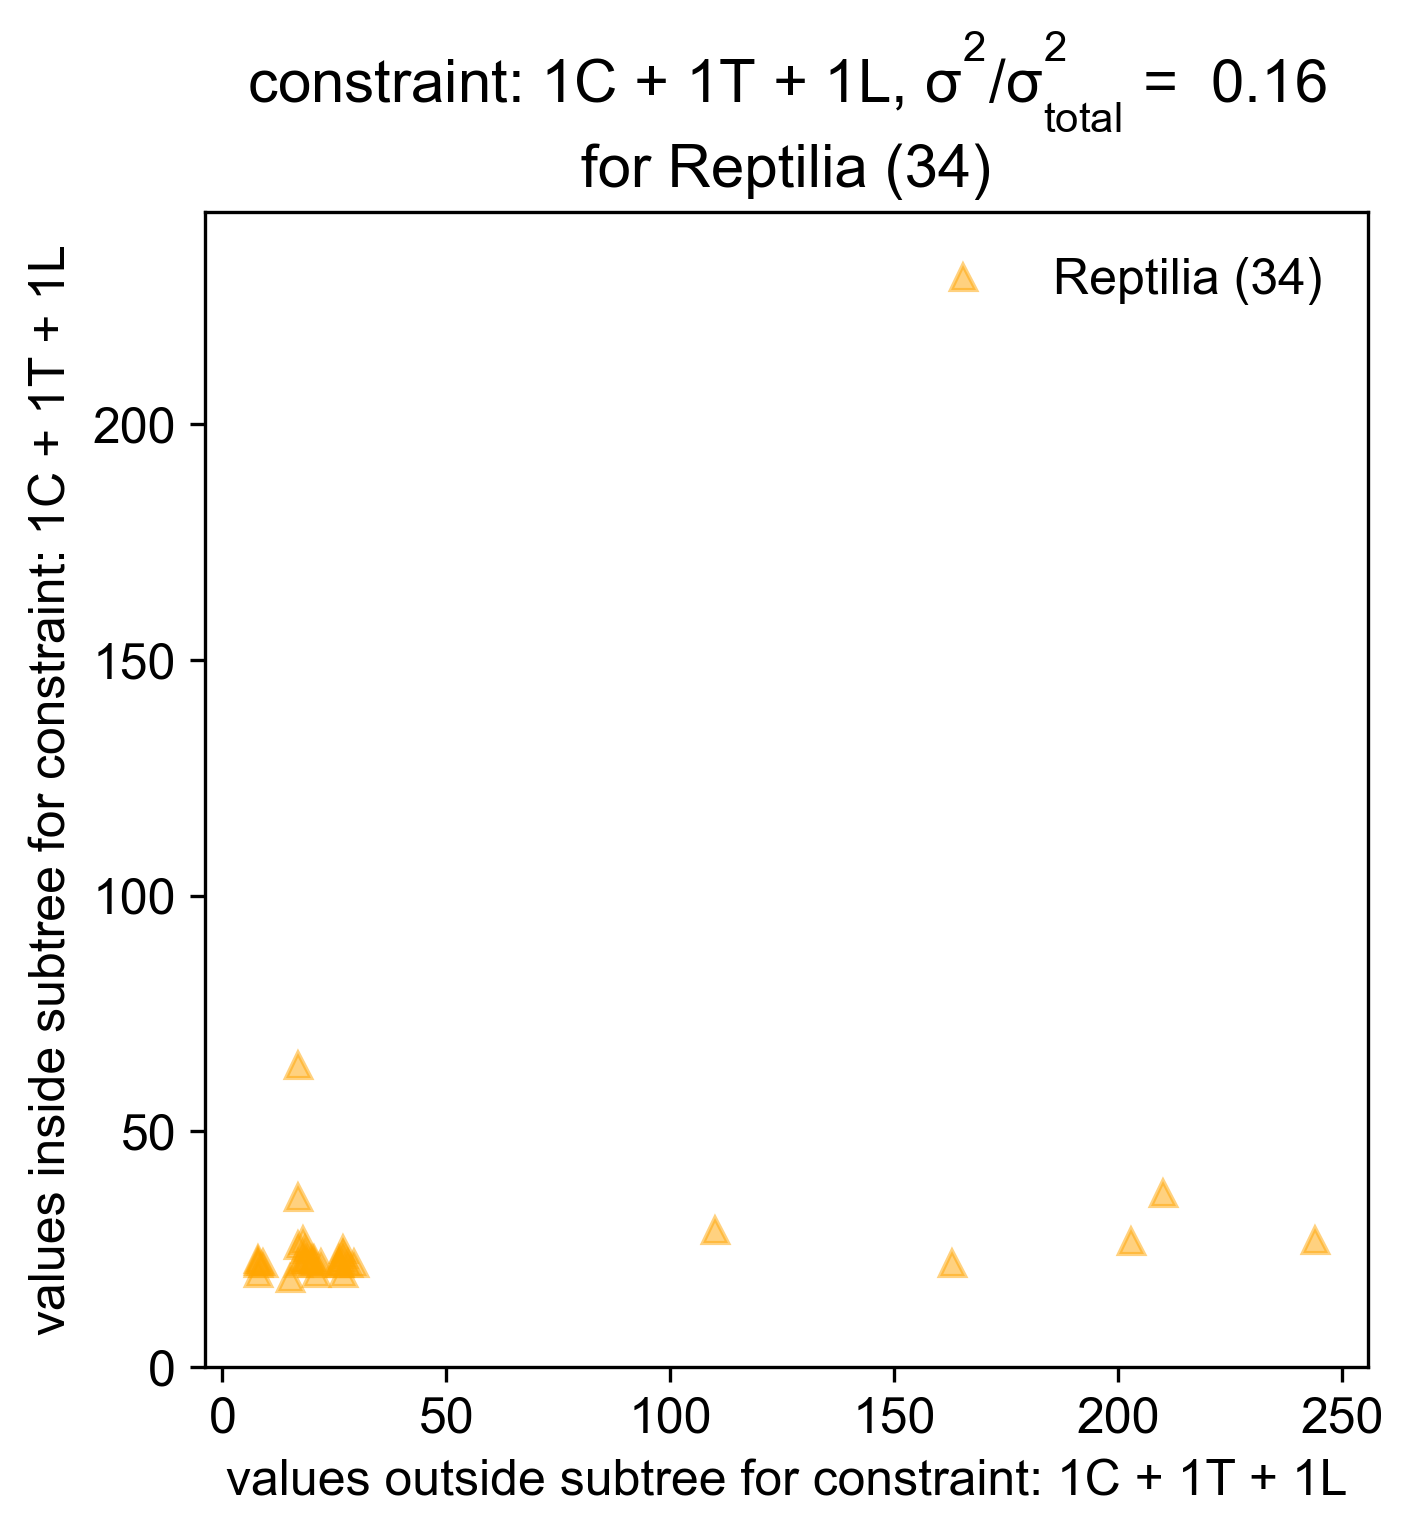 constraint: 1C + 1T + 1L, σ²/σ²total = 0.16
for Reptilia (34)
Reptilia (34)
values inside subtree for constraint: 1C + 1T + 1L
200
150
100
50
0
0 50 100 150 200 250
values outside subtree for constraint: 1C + 1T + 1L